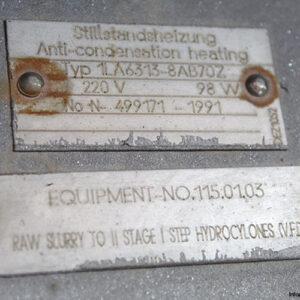 Stillstandsheizung
Anti-condensation heating
Typ 1LA6313-8AB70Z
220 V 98 W
No N- 499171 - 1991
EQUIPMENT-NO.115.01.03
RAW SLURRY TO II STAGE I STEP HYDROCYLONES (V.F.D